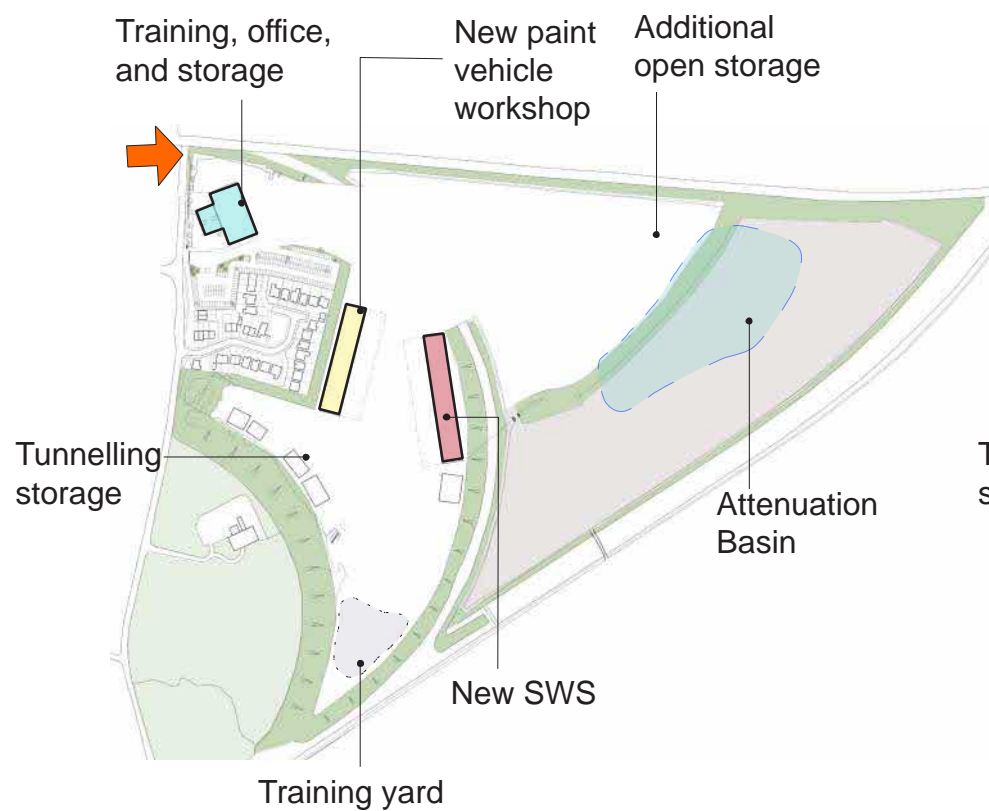 Training, office,
and storage
New paint
vehicle
workshop
Additional
open storage
Tunnelling
storage
Attenuation
Basin
New SWS
Training yard